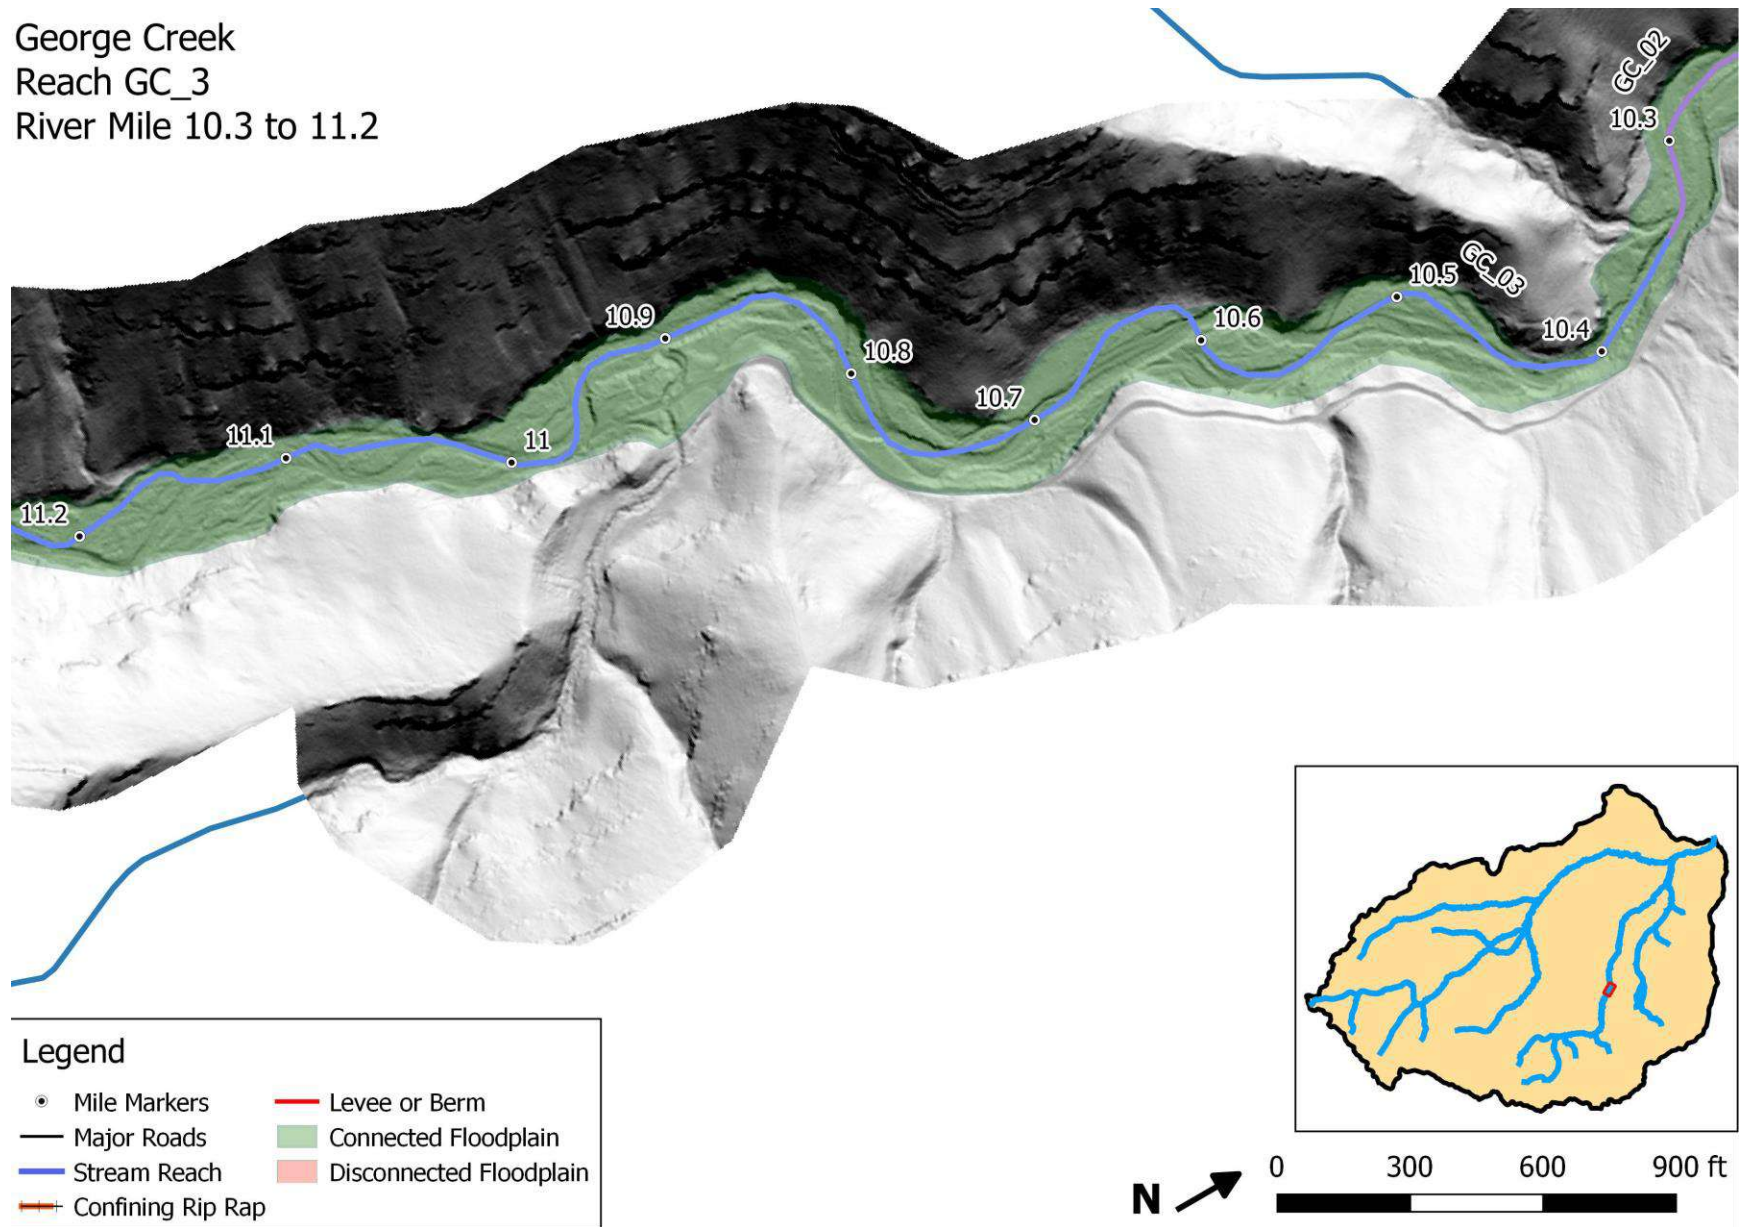 George Creek
Reach GC_3
River Mile 10.3 to 11.2
GC_02
10.3
GC_03
10.5
10.4
10.6
10.9
10.8
10.7
11.1
11
11.2
Legend
Mile Markers
Major Roads
Stream Reach
Confining Rip Rap
Levee or Berm
Connected Floodplain
Disconnected Floodplain
N
0 300 600 900 ft